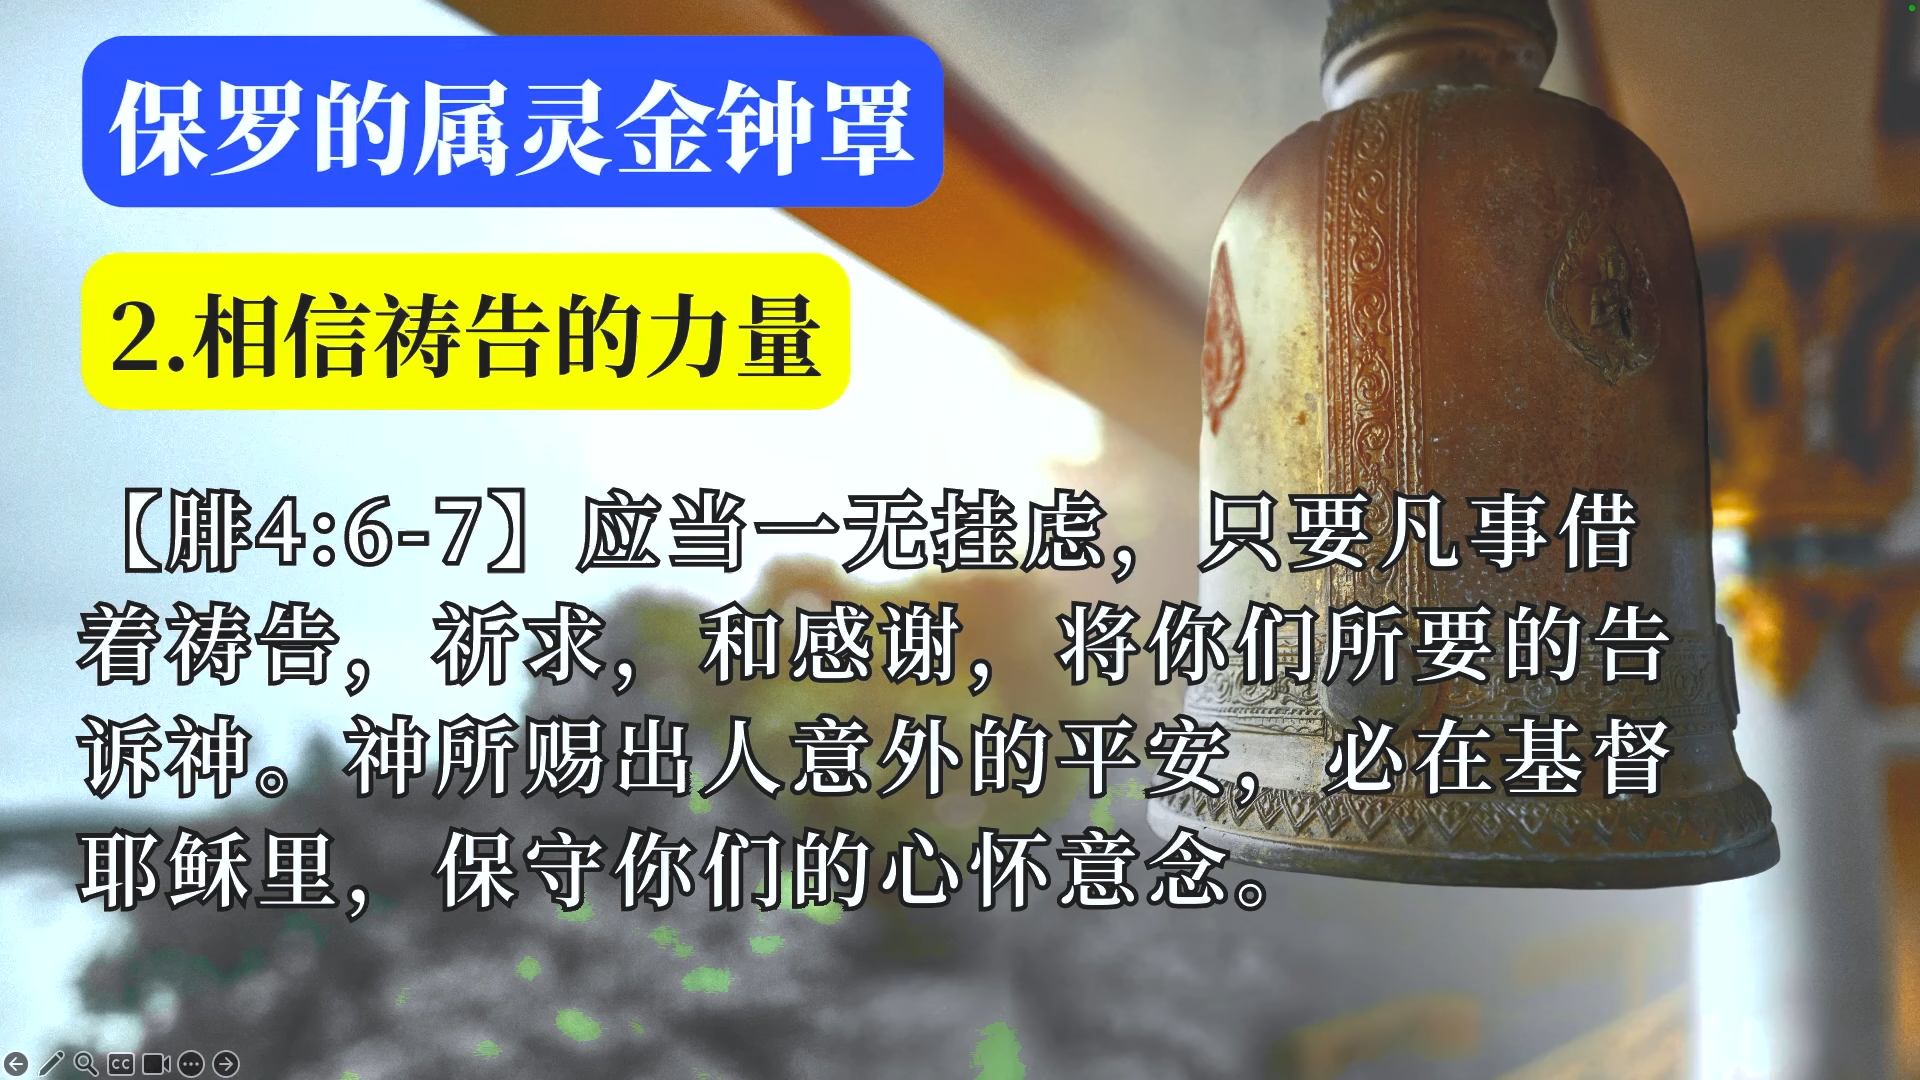 保罗的属灵金钟罩
2.相信祷告的力量
【腓4:6-7】应当一无挂虑，只要凡事借
着祷告，祈求，和感谢，将你们所要的告
诉神。神所赐出人意外的平安，必在基督
耶稣里，保守你们的心怀意念。
CC